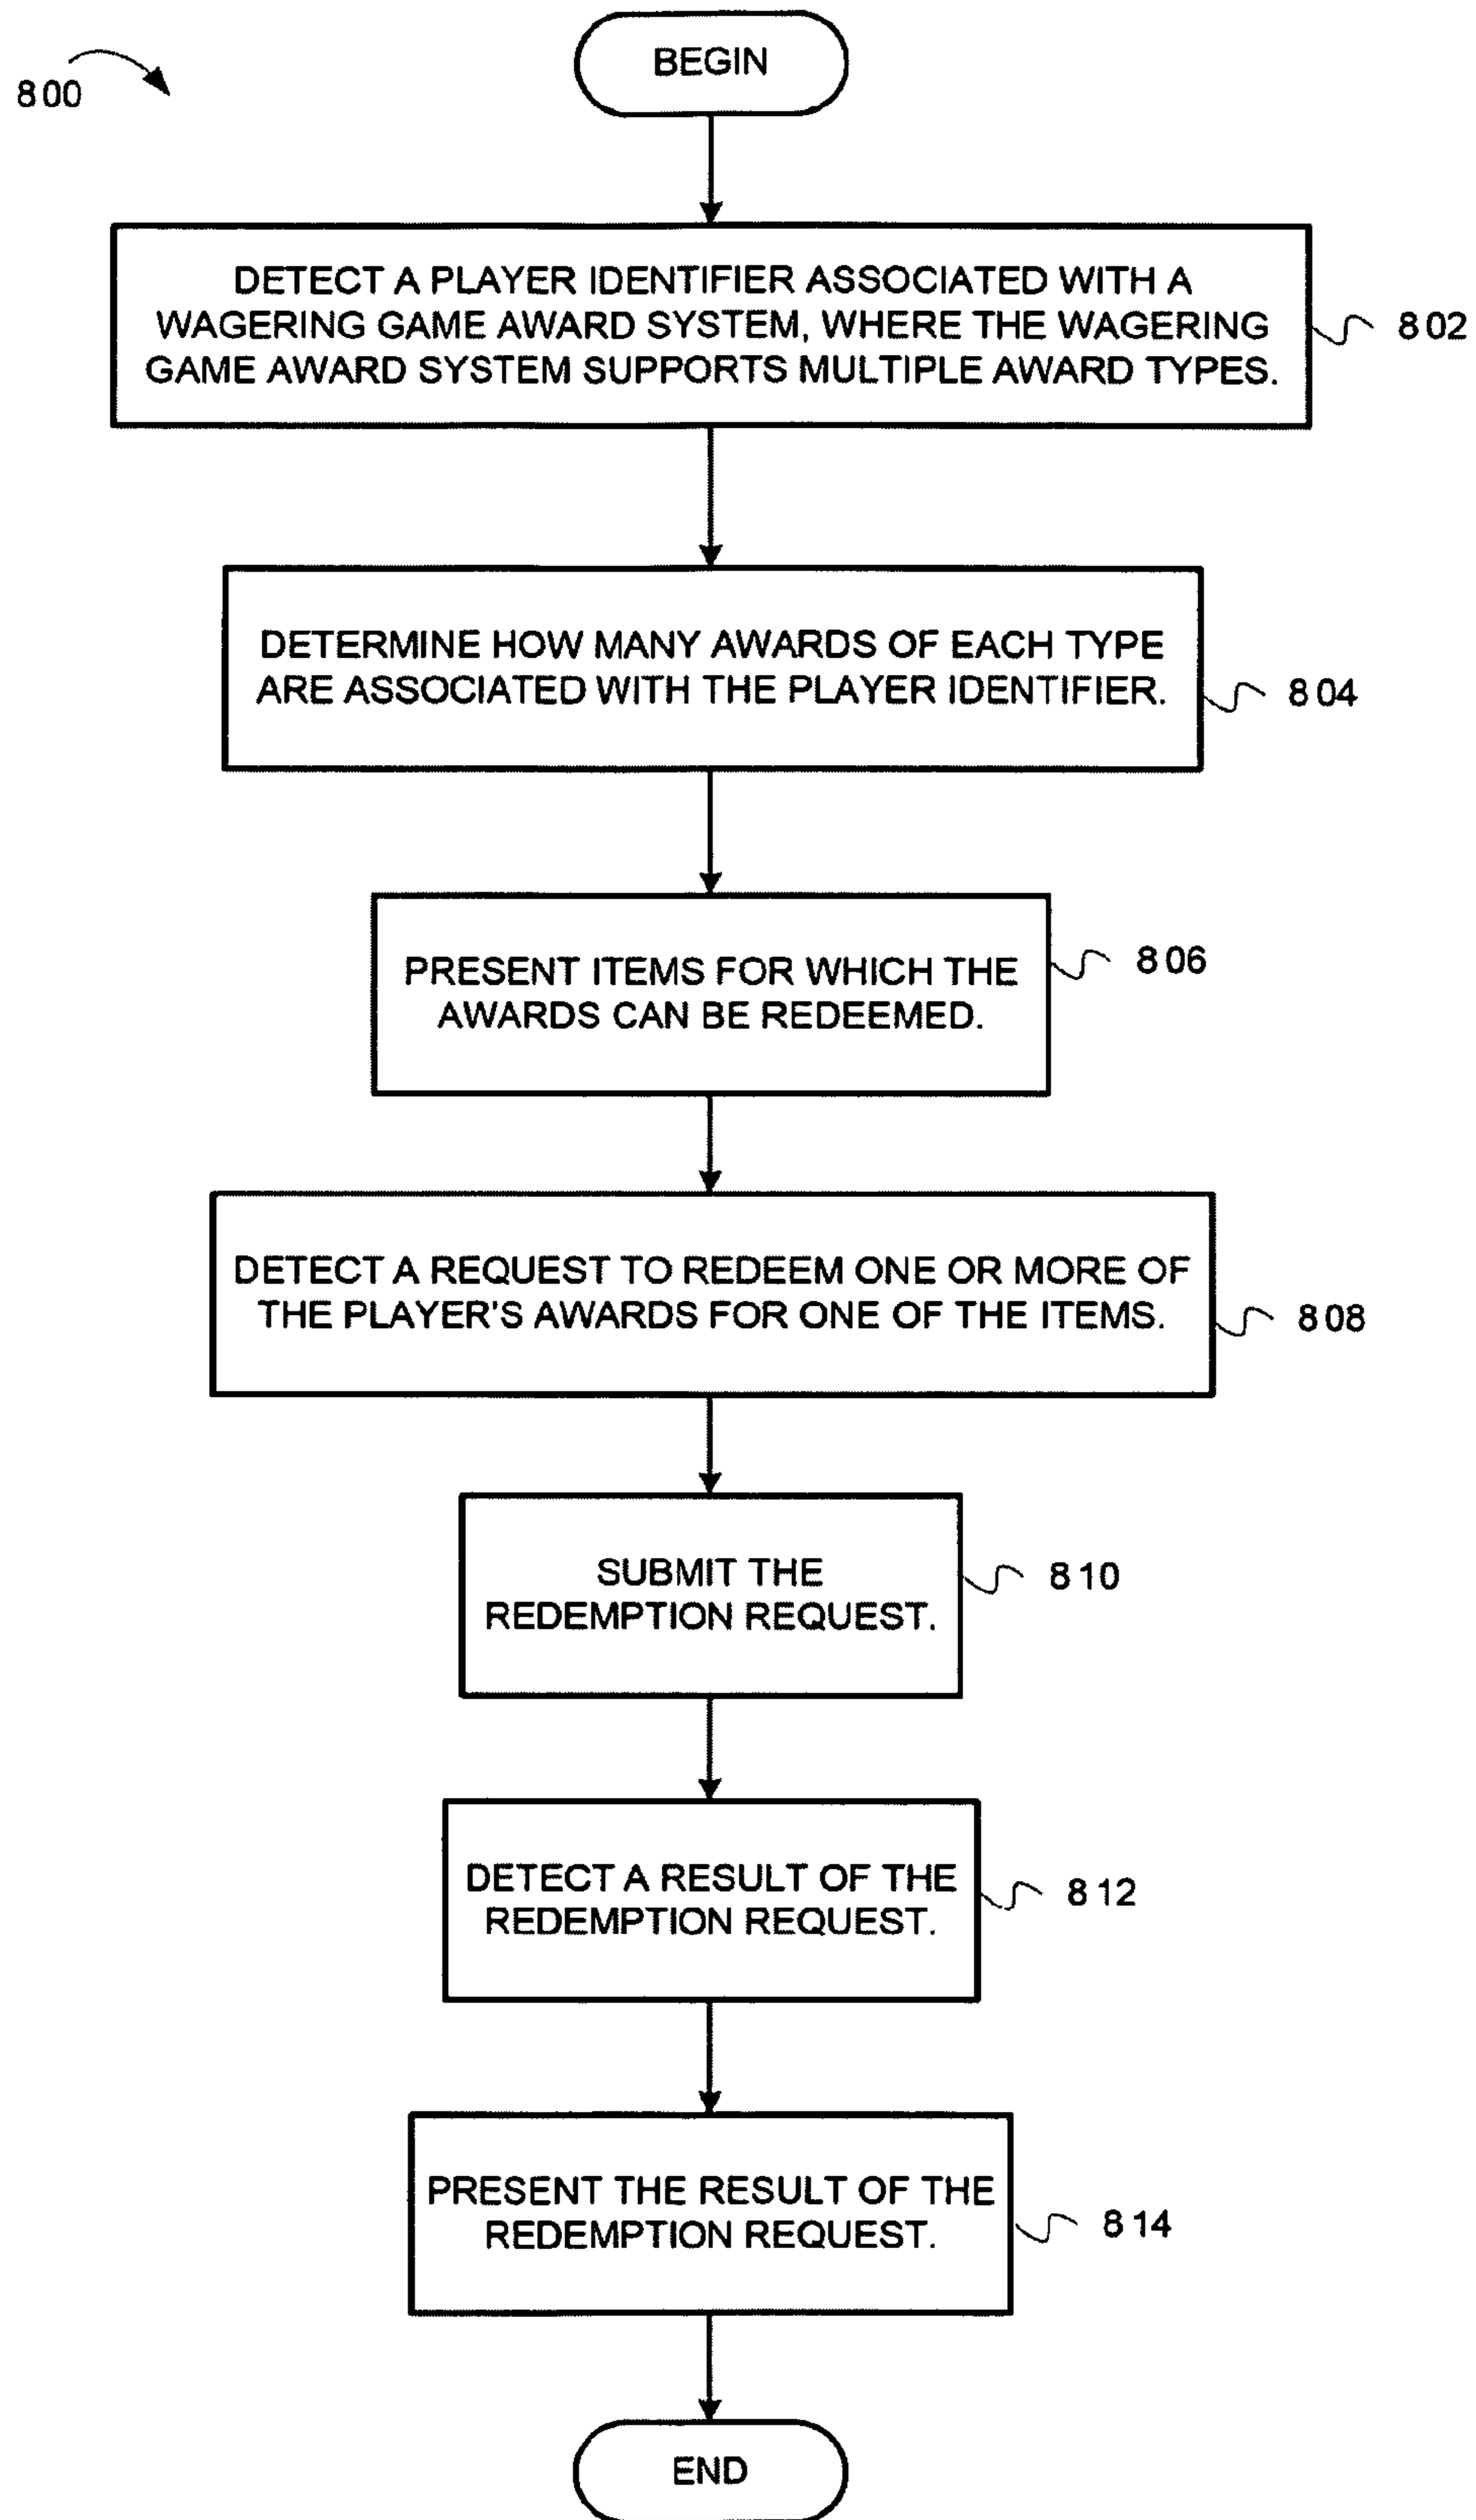 BEGIN
800
DETECT A PLAYER IDENTIFIER ASSOCIATED WITH A
WAGERING GAME AWARD SYSTEM, WHERE THE WAGERING
GAME AWARD SYSTEM SUPPORTS MULTIPLE AWARD TYPES.
802
DETERMINE HOW MANY AWARDS OF EACH TYPE
ARE ASSOCIATED WITH THE PLAYER IDENTIFIER.
804
PRESENT ITEMS FOR WHICH THE
AWARDS CAN BE REDEEMED.
806
DETECT A REQUEST TO REDEEM ONE OR MORE OF
THE PLAYER'S AWARDS FOR ONE OF THE ITEMS.
808
SUBMIT THE
REDEMPTION REQUEST.
810
DETECT A RESULT OF THE
REDEMPTION REQUEST.
812
PRESENT THE RESULT OF THE
REDEMPTION REQUEST.
814
END